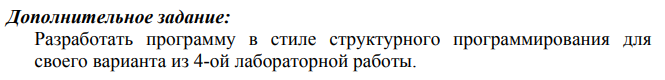 Дополнительное задание:
Разработать программу в стиле структурного программирования для
своего варианта из 4-ой лабораторной работы.